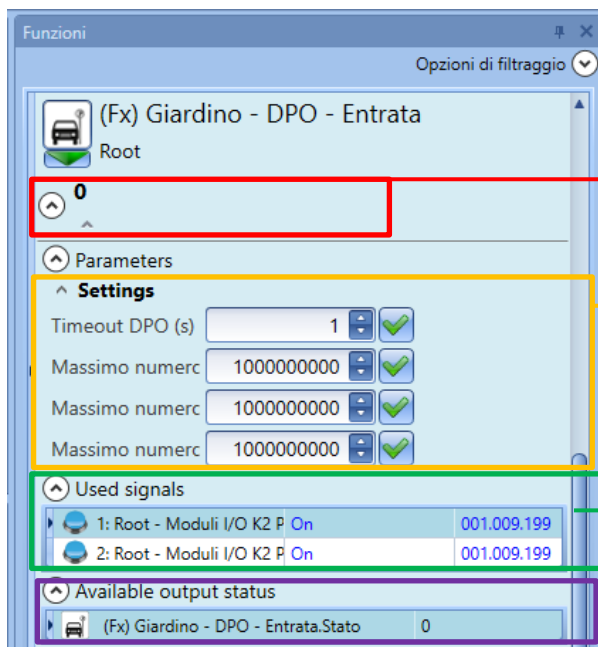 Funzioni
Opzioni di filtraggio
(Fx) Giardino - DPO - Entrata
Root
0
Parameters
Settings
Timeout DPO (s) 1
Massimo numerc 1000000000
Massimo numerc 1000000000
Massimo numerc 1000000000
Used signals
1: Root - Moduli I/O K2 P On 001.009.199
2: Root - Moduli I/O K2 P On 001.009.199
Available output status
(Fx) Giardino - DPO - Entrata.Stato 0